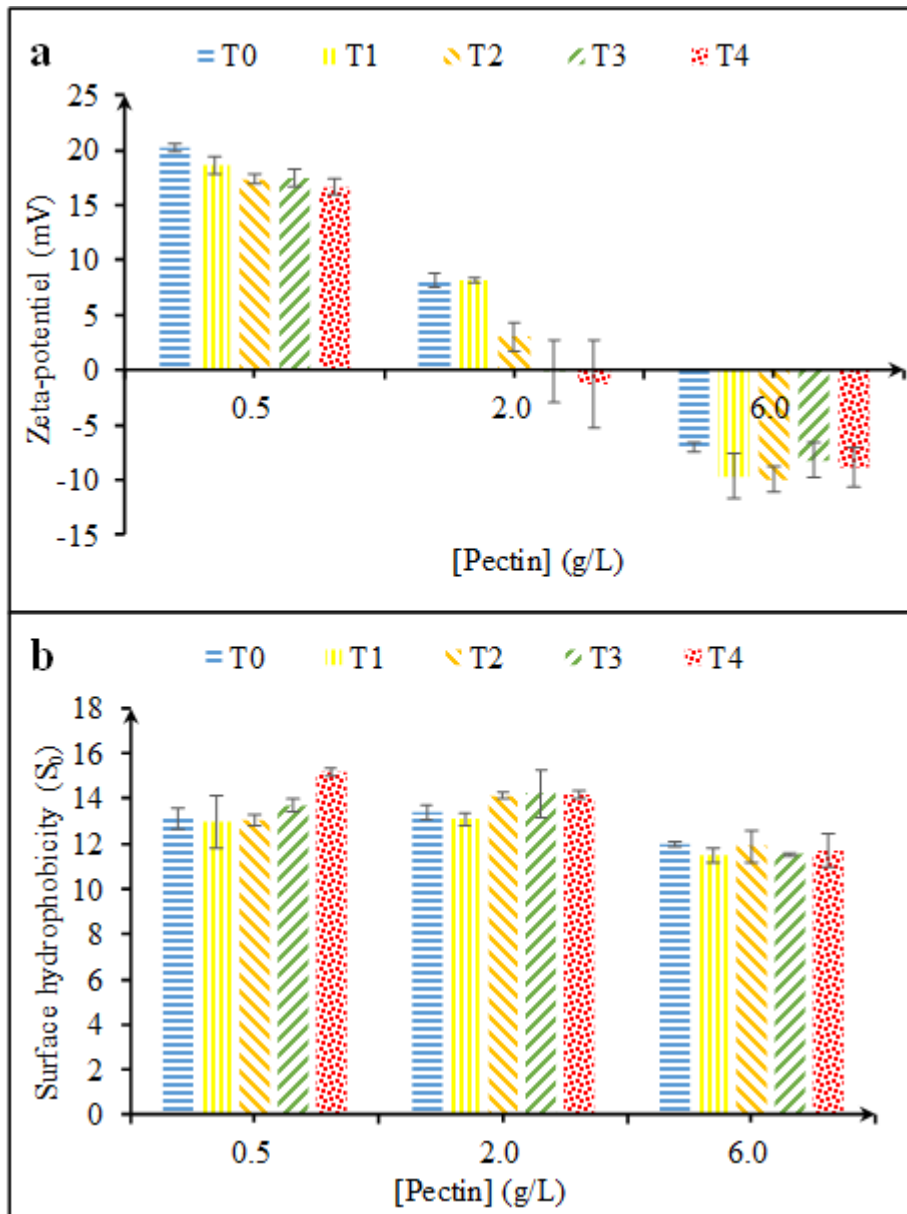 a
T0 T1 T2 T3 T4
25
20
15
10
5
0
-5
-10
-15
Zeta-potentiel (mV)
0.5 2.0 6.0
[Pectin] (g/L)
b
T0 T1 T2 T3 T4
18
16
14
12
10
8
6
4
2
0
Surface hydrophobicity (S₀)
0.5 2.0 6.0
[Pectin] (g/L)